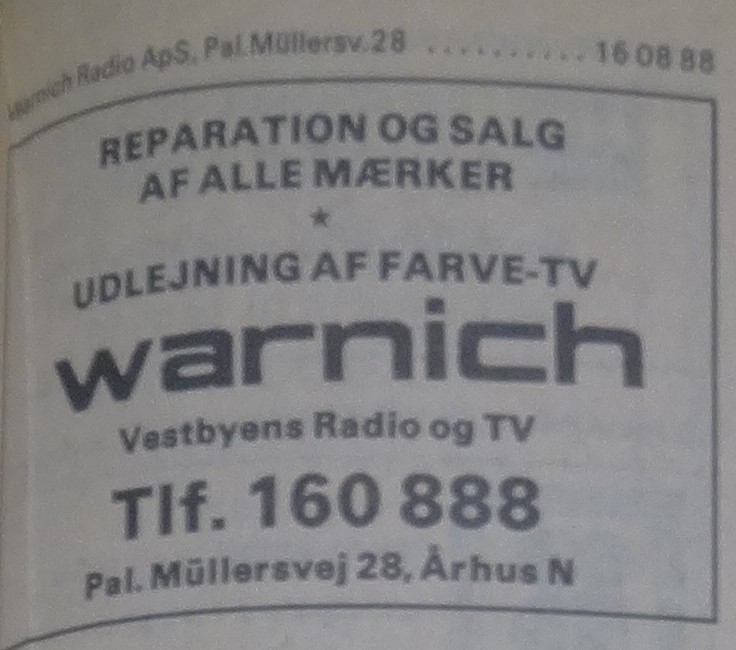 Warnich Radio ApS, Pal.Müllersv.28 .......... 16 08 88
REPARATION OG SALG
AF ALLE MÆRKER
★
UDLEJNING AF FARVE-TV
warnich
Vestbyens Radio og TV
Tlf. 160 888
Pal. Müllersvej 28, Århus N